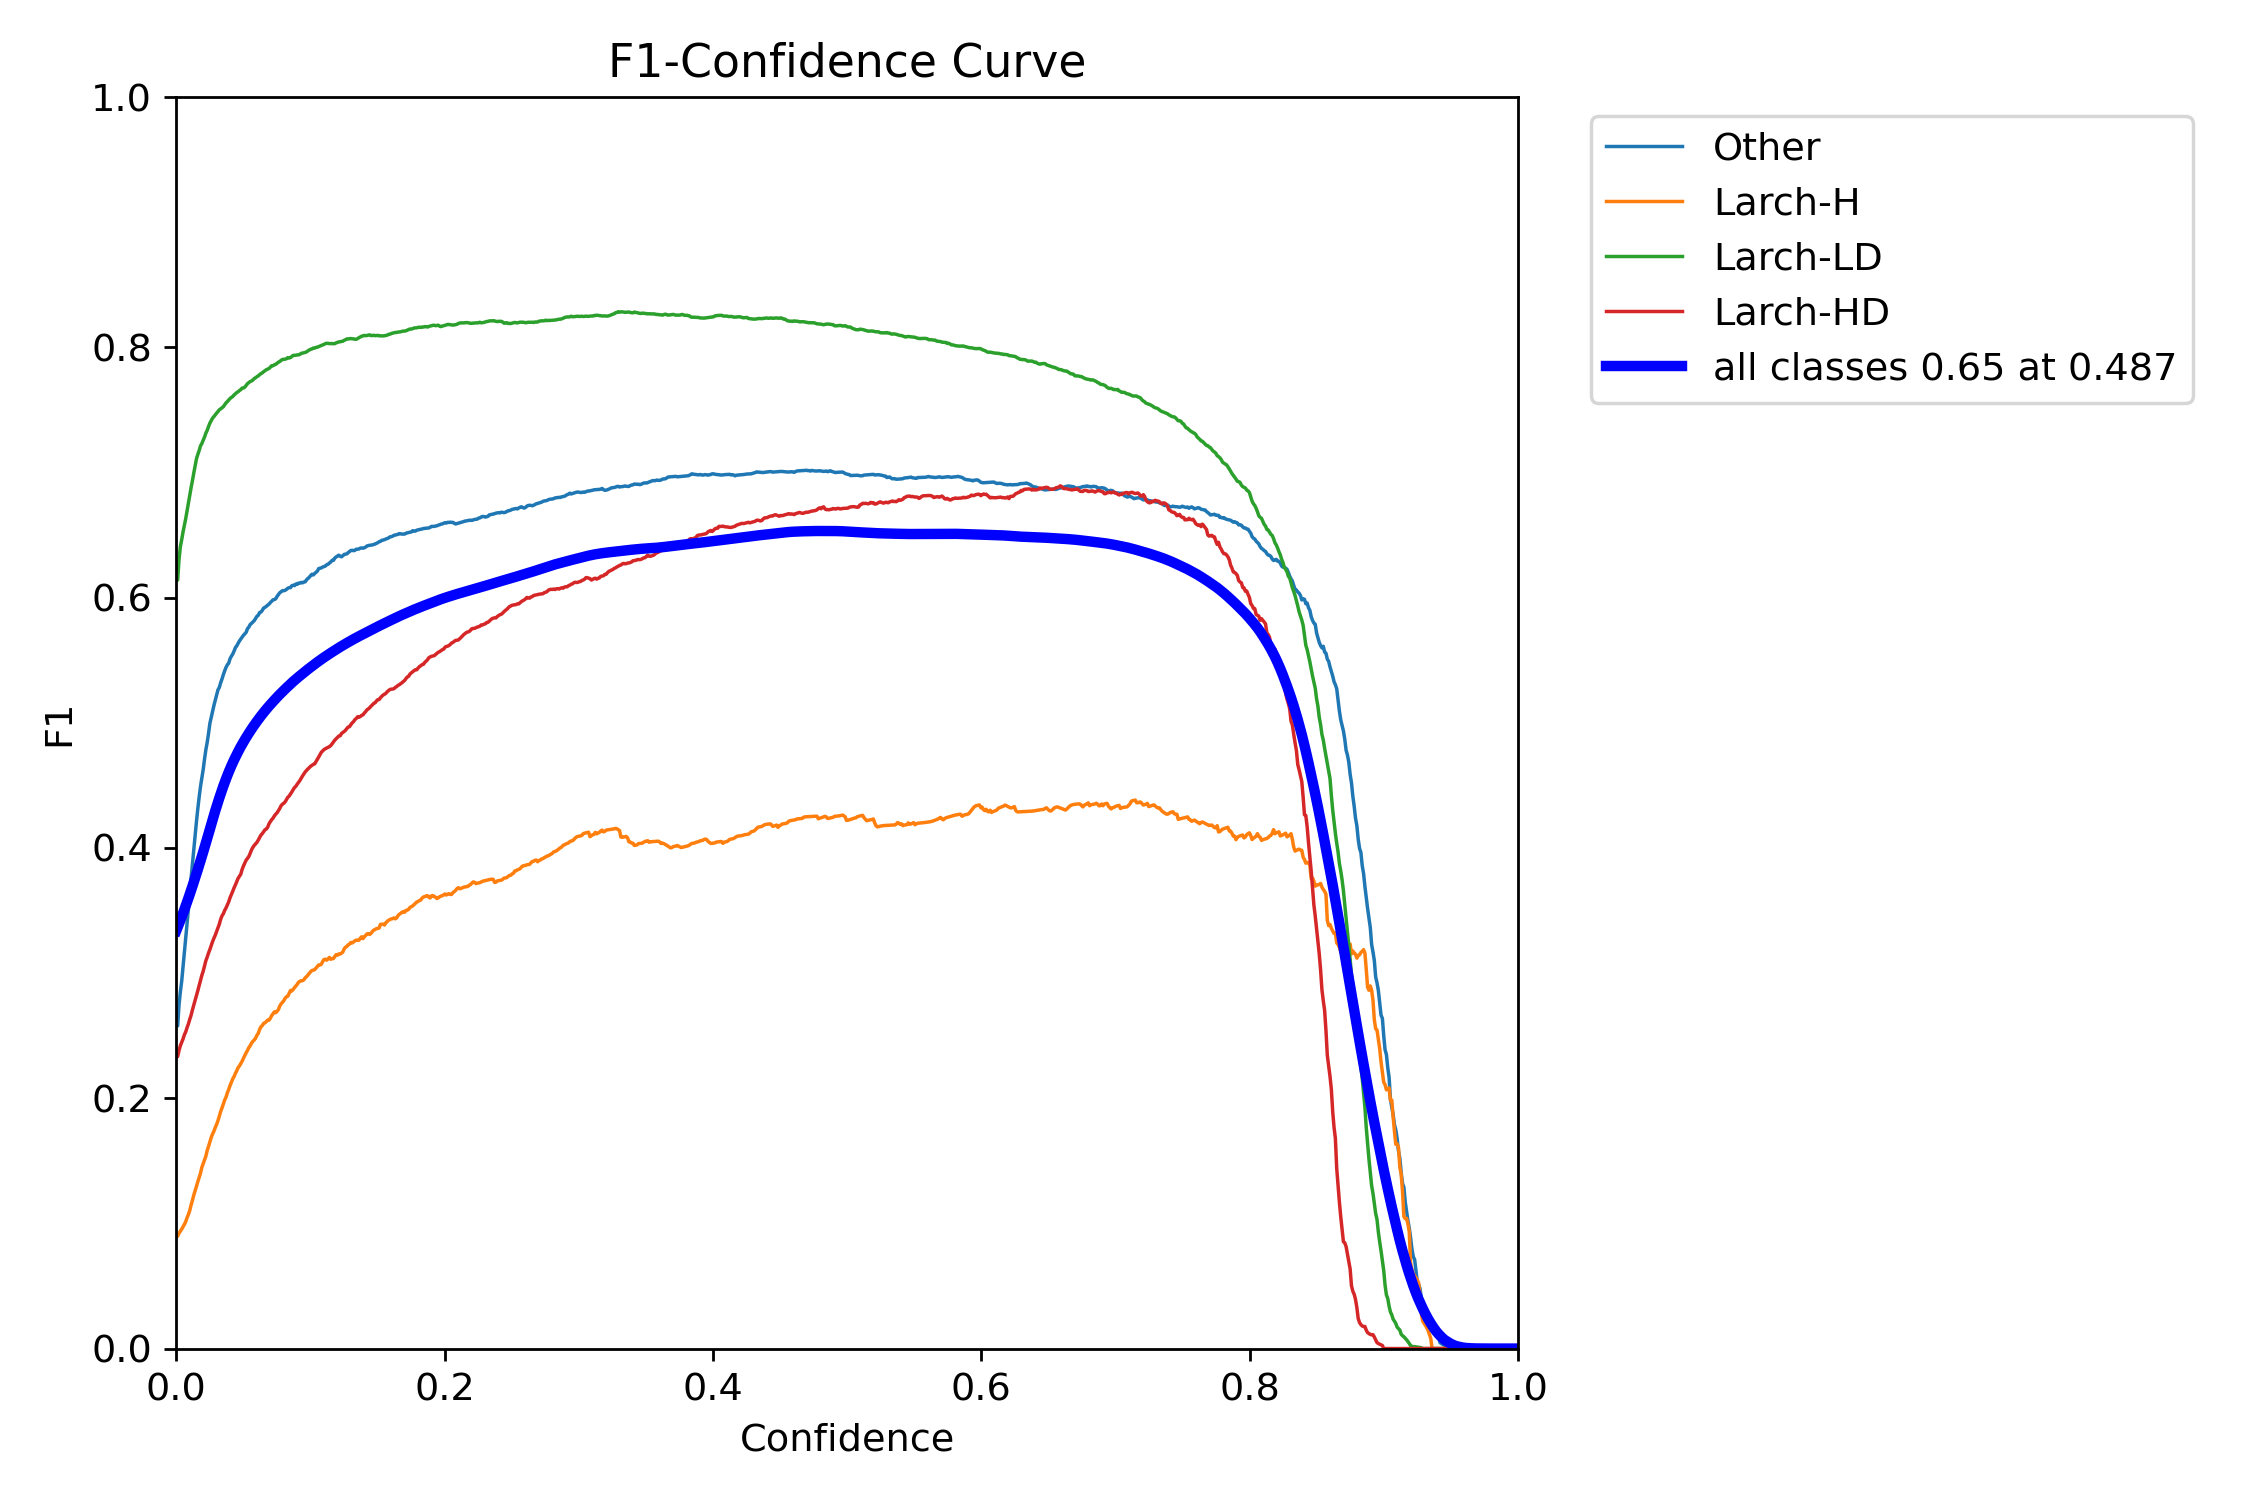 F1-Confidence Curve
1.0
0.8
0.6
0.4
0.2
0.0
F1
0.0 0.2 0.4 0.6 0.8 1.0
Confidence
Other
Larch-H
Larch-LD
Larch-HD
all classes 0.65 at 0.487